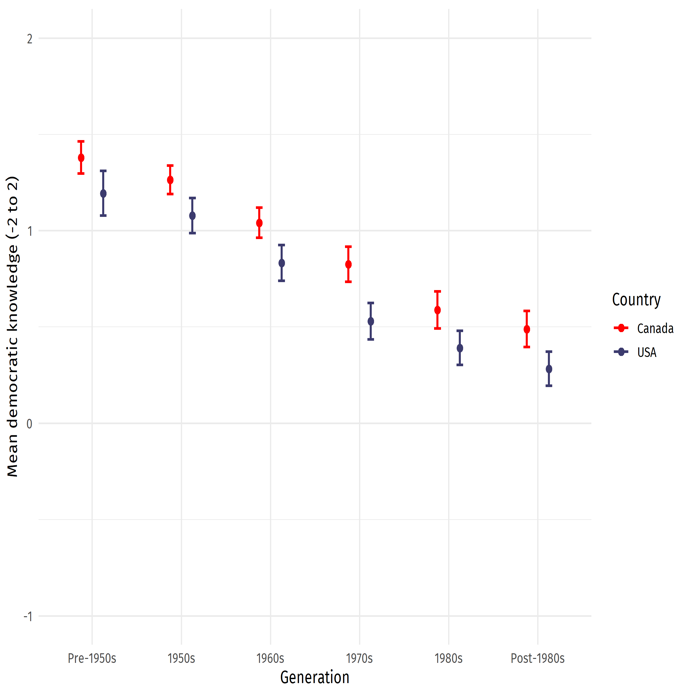 Mean democratic knowledge (-2 to 2)
2
1
0
-1
Pre-1950s 1950s 1960s 1970s 1980s Post-1980s
Generation
Country
Canada
USA